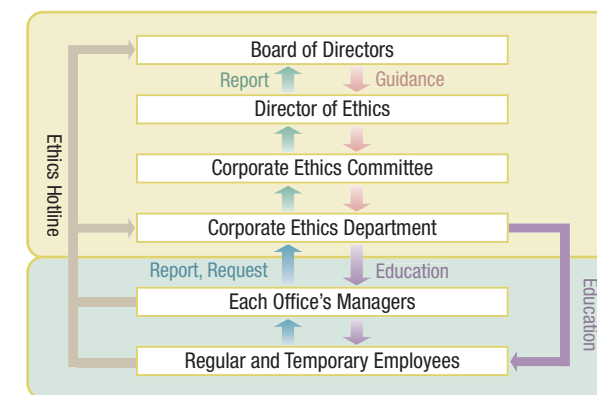 Board of Directors
Report
Guidance
Director of Ethics
Corporate Ethics Committee
Ethics Hotline
Corporate Ethics Department
Report, Request
Education
Each Office's Managers
Education
Regular and Temporary Employees